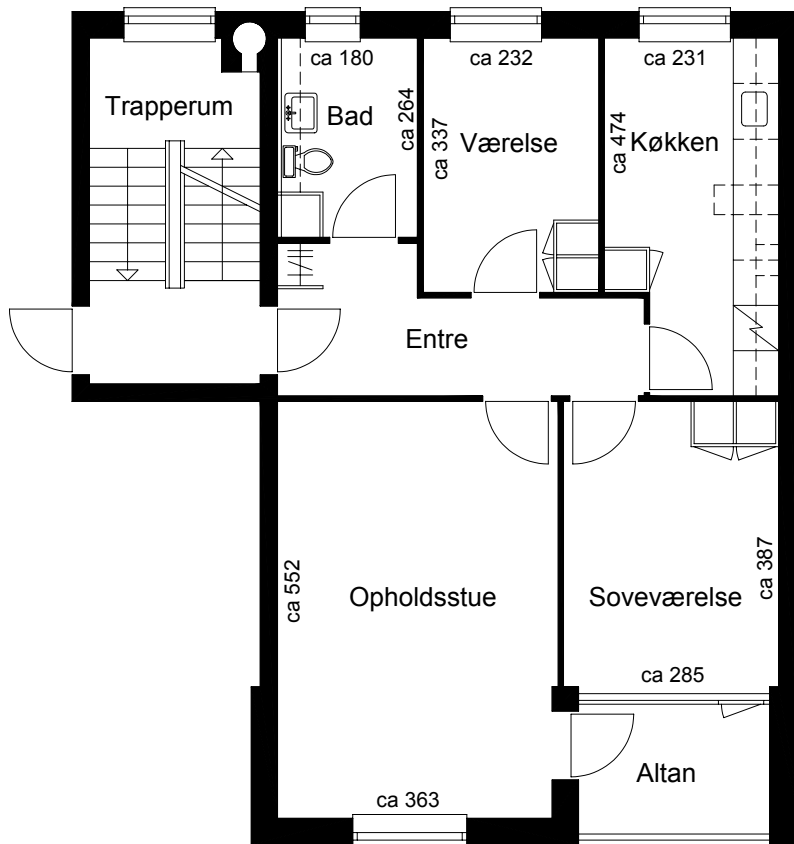 ca 180
ca 232
ca 231
Trapperum
Bad
ca 264
ca 337
Værelse
ca 474
Køkken
Entre
ca 552
Opholdsstue
Soveværelse
ca 387
ca 285
Altan
ca 363